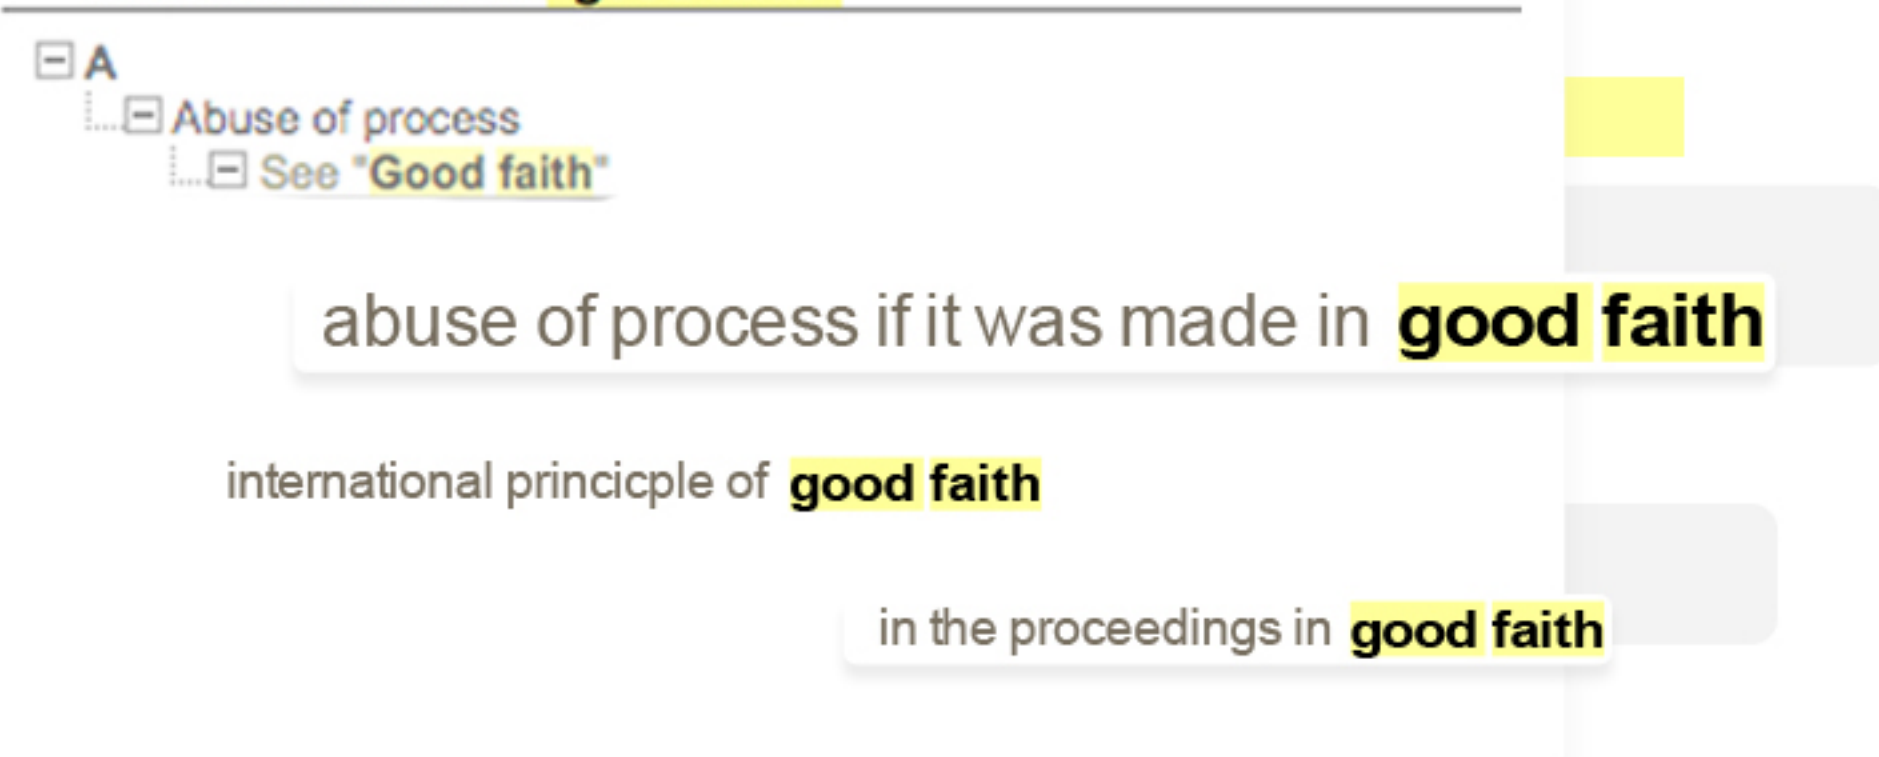 A
Abuse of process
See "Good faith"
abuse of process if it was made in good faith
international princicple of good faith
in the proceedings in good faith